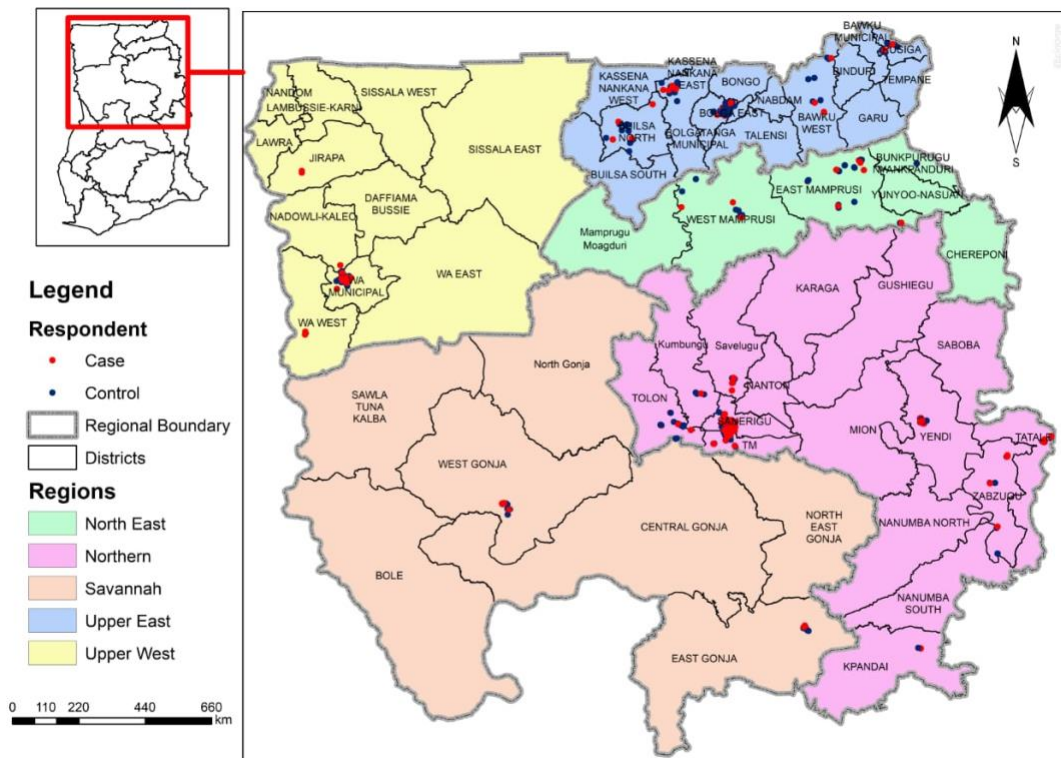 Legend
Respondent
Case
Control
Regional Boundary
Districts
Regions
North East
Northern
Savannah
Upper East
Upper West
0 110 220 440 660
km
N
S
BAWKU
MUNICIPAL
BINDURI
TEMPANE
KASSENA
NANKANA
EAST
KASSENA
NANKANA
WEST
BONGO
NABDAM
BAWKU
WEST
GARU
NORTH
BOLGATANGA
MUNICIPAL
TALENSI
BUILSA SOUTH
NANDOM
LAMBUSSIE-KARNI
SISSALA WEST
LAWRA
JIRAPA
SISSALA EAST
NADOWLI-KALEO
DAFFIAMA
BUSSIE
MUNICIPAL
WA EAST
WA WEST
BUNKPURUGU
EAST MAMPRUSI
YUNYOO-NASUAN
WEST MAMPRUSI
Mamprugu
Moagduri
CHEREPONI
GUSHIEGU
KARAGA
SABOBA
Kumbungu
Savelugu
NANTON
TOLON
TM
MION
YENDI
ZABZUGU
NANUMBA NORTH
NANUMBA
SOUTH
KPANDAI
North Gonja
SAWLA
TUNA
KALBA
WEST GONJA
CENTRAL GONJA
NORTH
EAST
GONJA
BOLE
EAST GONJA